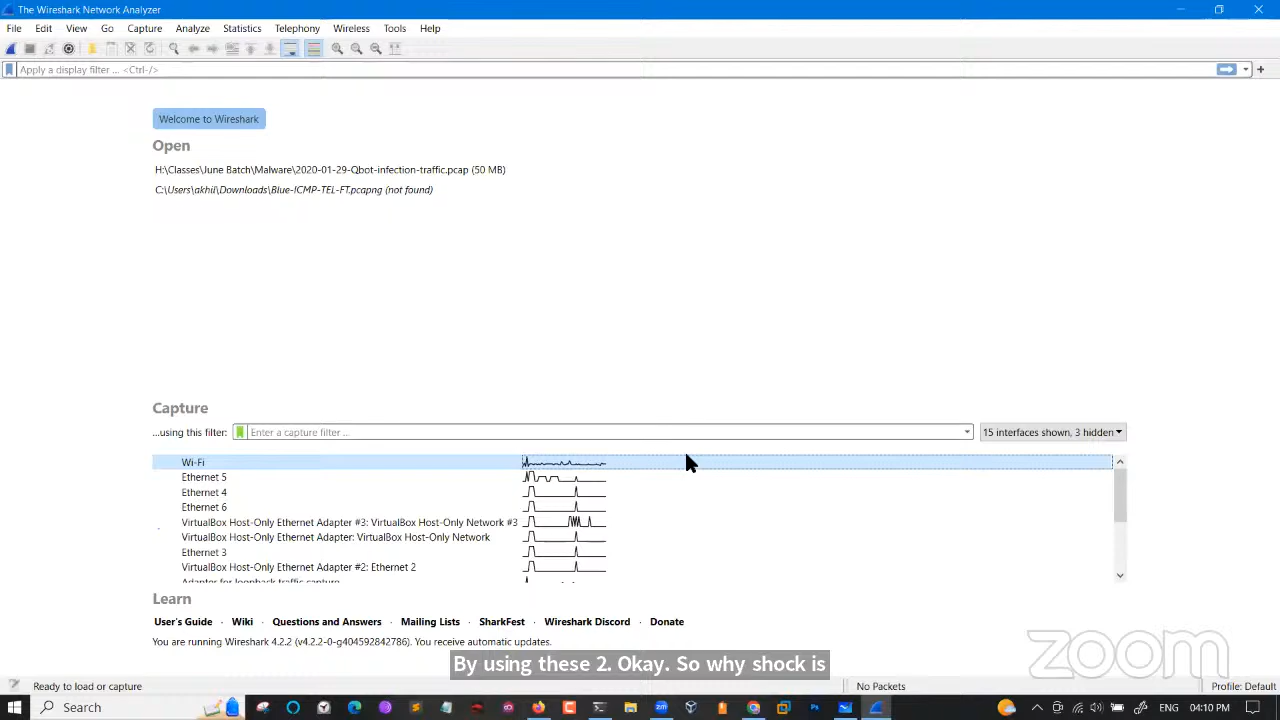 The Wireshark Network Analyzer
File Edit View Go Capture Analyze Statistics Telephony Wireless Tools Help
Apply a display filter ... <Ctrl-/>
Welcome to Wireshark
Open
H:\Classes\June Batch\Malware\2020-01-29-Qbot-infection-traffic.pcap (50 MB)
C:\Users\akhil\Downloads\Blue-ICMP-TEL-FT.pcapng (not found)
Capture
...using this filter: Enter a capture filter ... 15 interfaces shown, 3 hidden
Wi-Fi
Ethernet 5
Ethernet 4
Ethernet 6
VirtualBox Host-Only Ethernet Adapter #3: VirtualBox Host-Only Network #3
VirtualBox Host-Only Ethernet Adapter: VirtualBox Host-Only Network
Ethernet 3
VirtualBox Host-Only Ethernet Adapter #2: Ethernet 2
Adapter for loopback traffic capture
Learn
User's Guide · Wiki · Questions and Answers · Mailing Lists · SharkFest · Wireshark Discord · Donate
You are running Wireshark 4.2.2 (v4.2.2-0-g404592842786). You receive automatic updates.
zoom
By using these 2. Okay. So why shock is
Ready to load or capture No Packets Profile: Default
Search ENG 04:10 PM